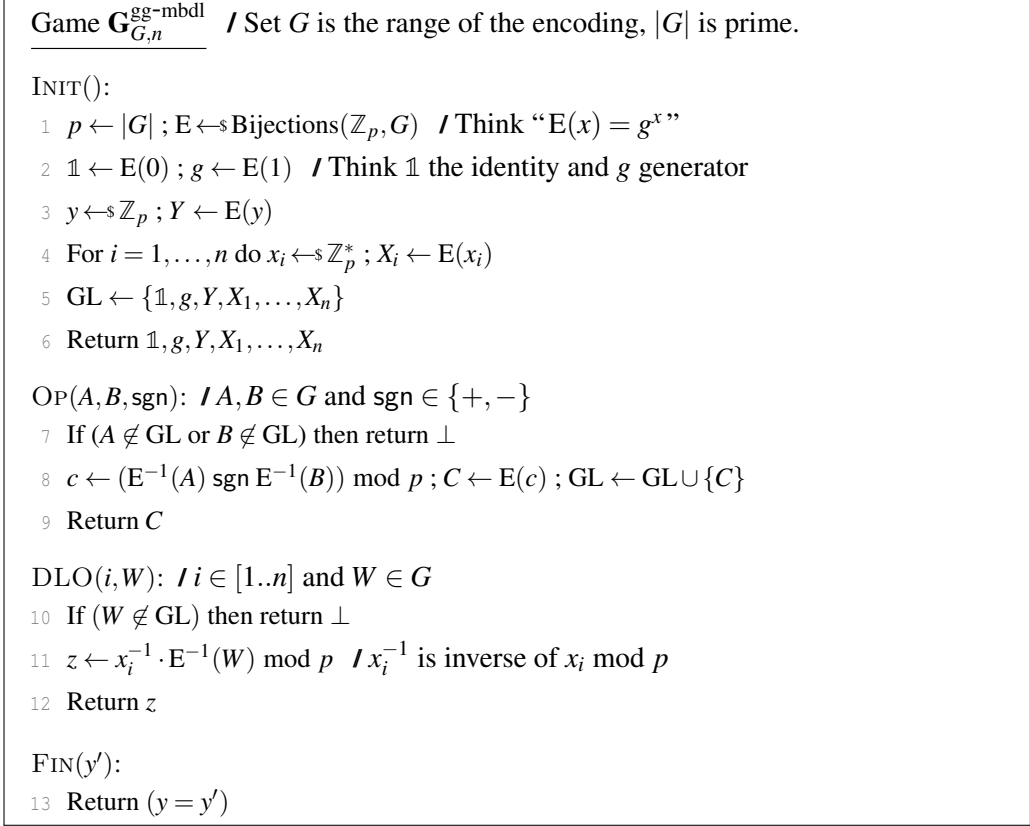 Game G^{gg-mbdl}_{G,n} / Set G is the range of the encoding, |G| is prime.
INIT():
1 p ← |G| ; E ←$ Bijections(ℤ_p, G) / Think “E(x) = g^x”
2 𝟙 ← E(0) ; g ← E(1) / Think 𝟙 the identity and g generator
3 y ←$ ℤ_p ; Y ← E(y)
4 For i = 1,…,n do x_i ←$ ℤ_p^* ; X_i ← E(x_i)
5 GL ← {𝟙, g, Y, X_1,…, X_n}
6 Return 𝟙, g, Y, X_1,…, X_n
OP(A, B, sgn): / A, B ∈ G and sgn ∈ {+, −}
7 If (A ∉ GL or B ∉ GL) then return ⊥
8 c ← (E^{−1}(A) sgn E^{−1}(B)) mod p ; C ← E(c) ; GL ← GL ∪ {C}
9 Return C
DLO(i, W): / i ∈ [1..n] and W ∈ G
10 If (W ∉ GL) then return ⊥
11 z ← x_i^{−1} · E^{−1}(W) mod p / x_i^{−1} is inverse of x_i mod p
12 Return z
FIN(y′):
13 Return (y = y′)